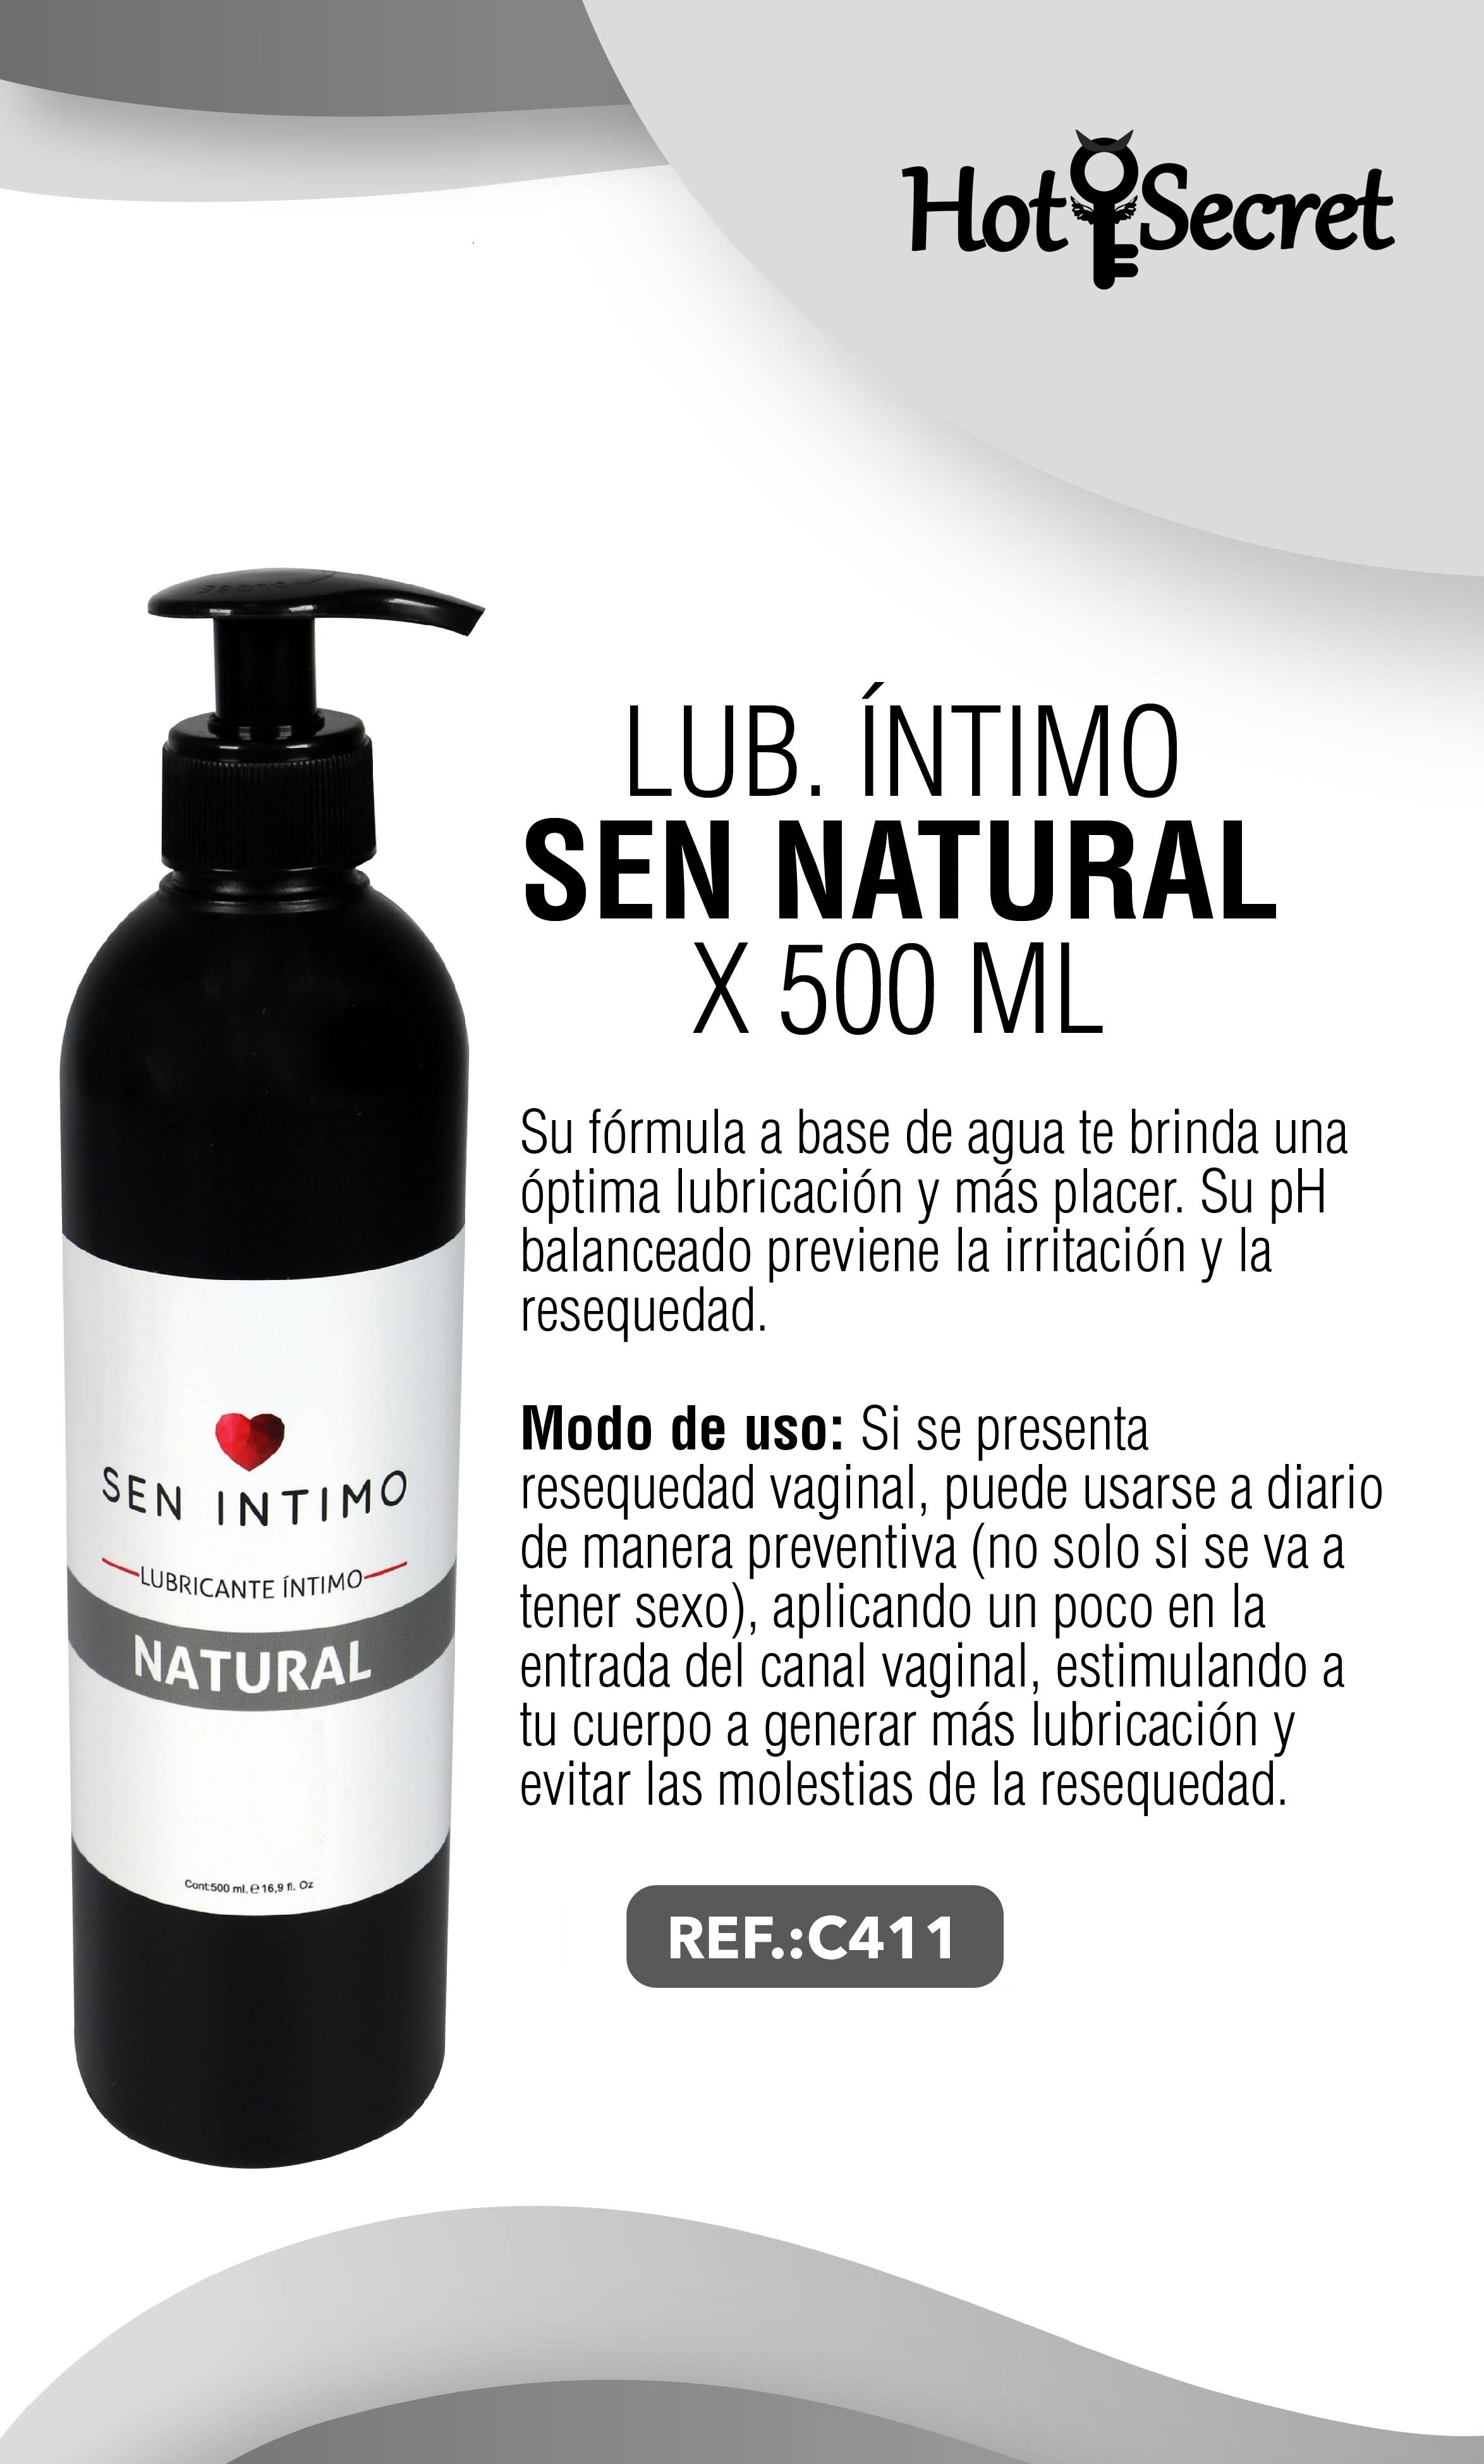 Hot Secret
LUB. ÍNTIMO
SEN NATURAL
X 500 ML
Su fórmula a base de agua te brinda una
óptima lubricación y más placer. Su pH
balanceado previene la irritación y la
resequedad.
Modo de uso: Si se presenta
resequedad vaginal, puede usarse a diario
de manera preventiva (no solo si se va a
tener sexo), aplicando un poco en la
entrada del canal vaginal, estimulando a
tu cuerpo a generar más lubricación y
evitar las molestias de la resequedad.
REF.:C411
SEN INTIMO
LUBRICANTE ÍNTIMO
NATURAL
Cont:500 ml. ℮ 16,9 fl. Oz